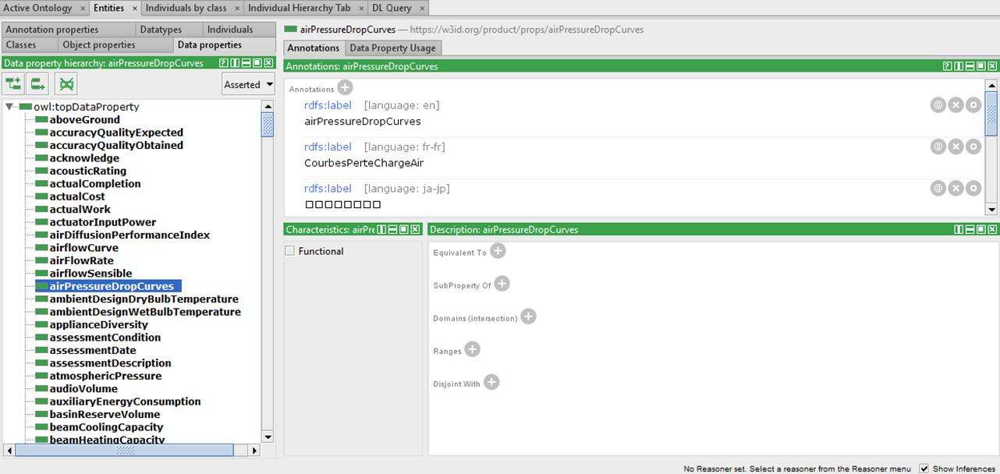 Active Ontology × Entities × Individuals by class × Individual Hierarchy Tab × DL Query ×
Annotation properties Datatypes Individuals
Classes Object properties Data properties
Data property hierarchy: airPressureDropCurves
Asserted
owl:topDataProperty
aboveGround
accuracyQualityExpected
accuracyQualityObtained
acknowledge
acousticRating
actualCompletion
actualCost
actualWork
actuatorInputPower
airDiffusionPerformanceIndex
airflowCurve
airFlowRate
airflowSensible
airPressureDropCurves
ambientDesignDryBulbTemperature
ambientDesignWetBulbTemperature
applianceDiversity
assessmentCondition
assessmentDate
assessmentDescription
atmosphericPressure
audioVolume
auxiliaryEnergyConsumption
basinReserveVolume
beamCoolingCapacity
beamHeatingCapacity
airPressureDropCurves — https://w3id.org/product/props/airPressureDropCurves
Annotations Data Property Usage
Annotations: airPressureDropCurves
Annotations
rdfs:label [language: en]
airPressureDropCurves
rdfs:label [language: fr-fr]
CourbesPerteChargeAir
rdfs:label [language: ja-jp]
□□□□□□□□
Characteristics: airPre
Functional
Description: airPressureDropCurves
Equivalent To
SubProperty Of
Domains (intersection)
Ranges
Disjoint With
No Reasoner set. Select a reasoner from the Reasoner menu Show Inferences